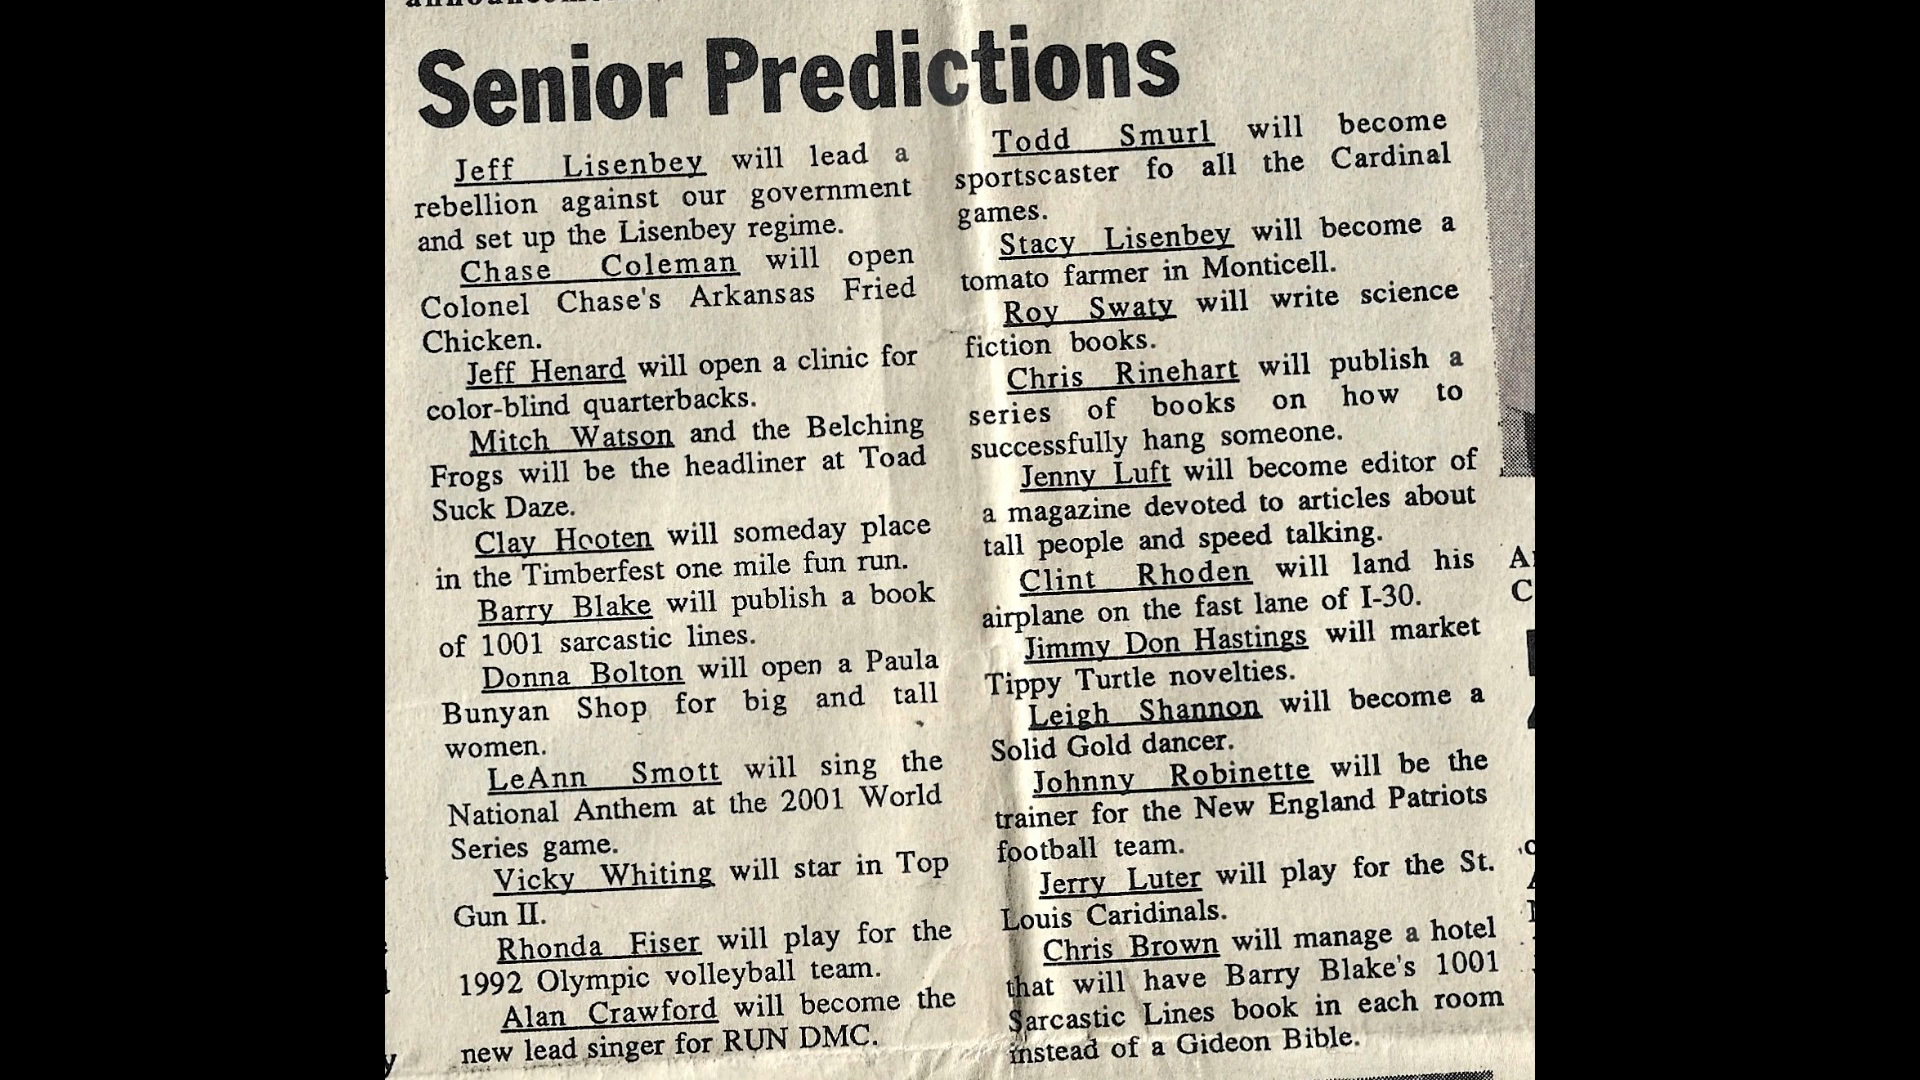 Senior Predictions
Jeff Lisenbey will lead a
rebellion against our government
and set up the Lisenbey regime.
Chase Coleman will open
Colonel Chase's Arkansas Fried
Chicken.
Jeff Henard will open a clinic for
color-blind quarterbacks.
Mitch Watson and the Belching
Frogs will be the headliner at Toad
Suck Daze.
Clay Hooten will someday place
in the Timberfest one mile fun run.
Barry Blake will publish a book
of 1001 sarcastic lines.
Donna Bolton will open a Paula
Bunyan Shop for big and tall
women.
LeAnn Smott will sing the
National Anthem at the 2001 World
Series game.
Vicky Whiting will star in Top
Gun II.
Rhonda Fiser will play for the
1992 Olympic volleyball team.
Alan Crawford will become the
new lead singer for RUN DMC.
Todd Smurl will become
sportscaster fo all the Cardinal
games.
Stacy Lisenbey will become a
tomato farmer in Monticell.
Roy Swaty will write science
fiction books.
Chris Rinehart will publish a
series of books on how to
successfully hang someone.
Jenny Luft will become editor of
a magazine devoted to articles about
tall people and speed talking.
Clint Rhoden will land his
airplane on the fast lane of I-30.
Jimmy Don Hastings will market
Tippy Turtle novelties.
Leigh Shannon will become a
Solid Gold dancer.
Johnny Robinette will be the
trainer for the New England Patriots
football team.
Jerry Luter will play for the St.
Louis Caridinals.
Chris Brown will manage a hotel
that will have Barry Blake's 1001
Sarcastic Lines book in each room
instead of a Gideon Bible.